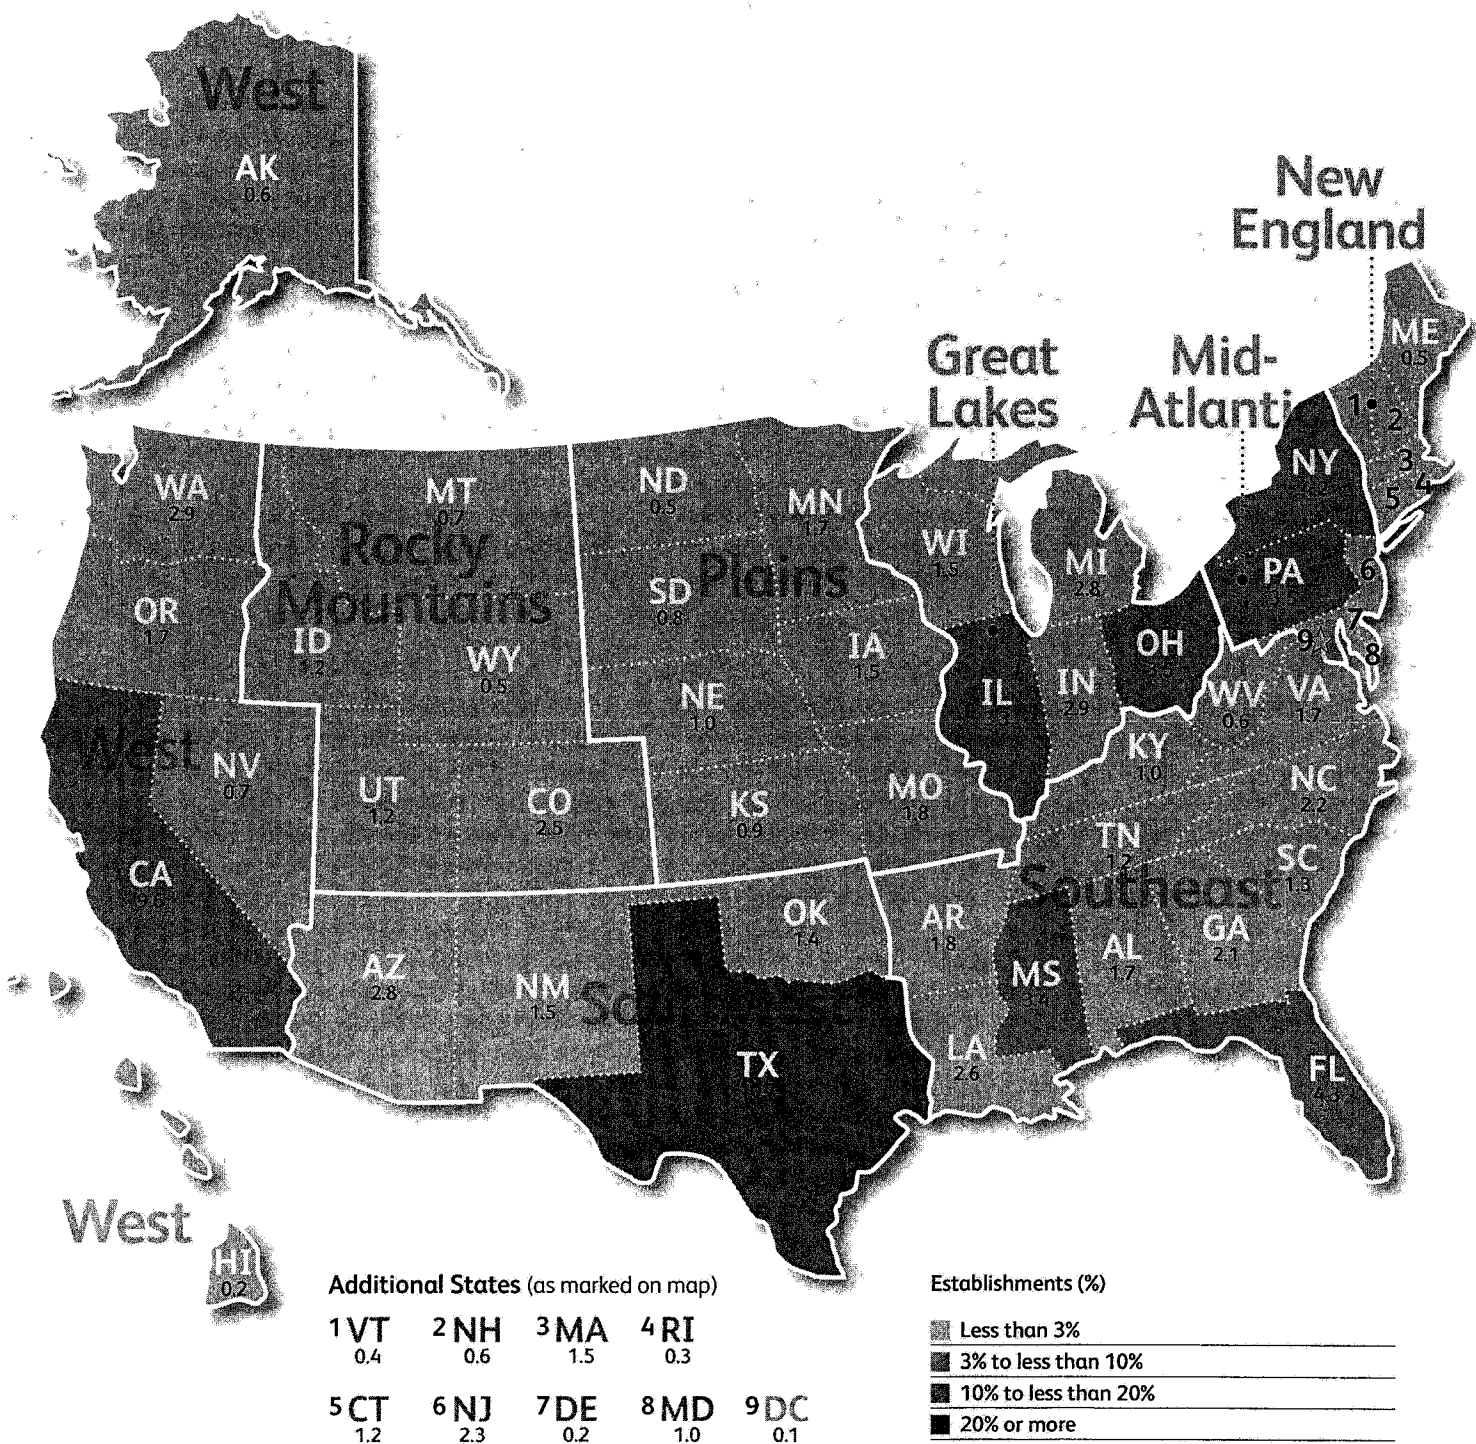 West
AK
0.6
New
England
ME
0.5
Great
Lakes
Mid-
Atlanti
1
2
3
4
5
NY
WA
2.9
MT
0.7
ND
0.5
MN
1.7
WI
1.5
MI
2.8
PA
3.5
6
7
8
9
Rocky
Mountains
Plains
OR
1.7
ID
1.2
WY
0.5
SD
0.9
IA
1.5
NE
1.0
IL
IN
2.9
OH
WV
0.6
VA
1.7
KY
1.0
West
NV
0.7
UT
1.2
CO
2.5
KS
0.9
MO
1.8
NC
2.2
TN
1.2
SC
1.3
Southeast
CA
9.6
AZ
2.8
NM
1.5
OK
1.4
AR
1.8
MS
3.4
AL
1.7
GA
2.1
TX
LA
2.6
FL
4.3
West
HI
0.2
Additional States (as marked on map)
1 VT 2 NH 3 MA 4 RI
0.4 0.6 1.5 0.3
5 CT 6 NJ 7 DE 8 MD 9 DC
1.2 2.3 0.2 1.0 0.1
Establishments (%)
Less than 3%
3% to less than 10%
10% to less than 20%
20% or more